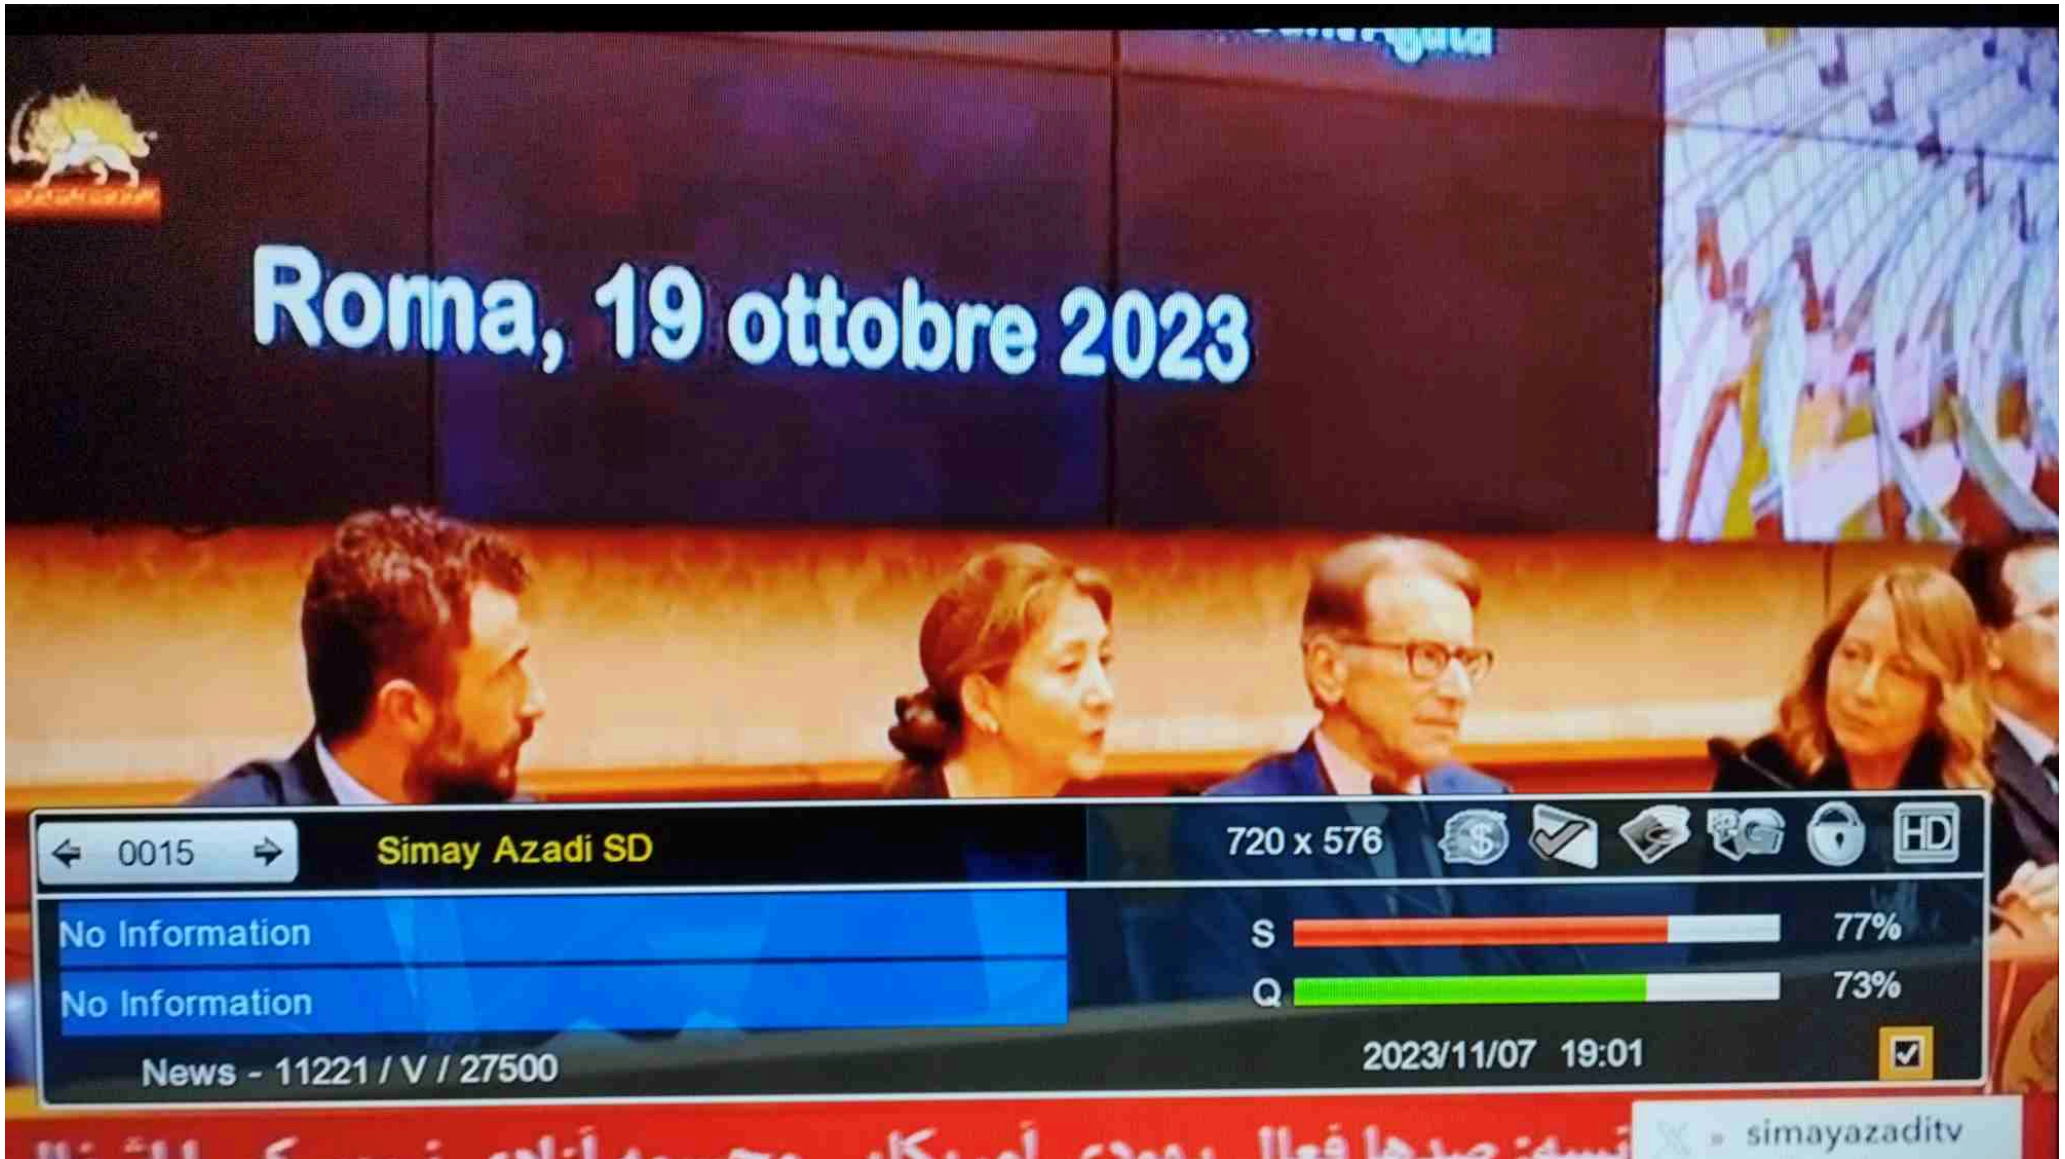 Roma, 19 ottobre 2023
0015
Simay Azadi SD
720 x 576
HD
No Information
S
77%
No Information
Q
73%
News - 11221 / V / 27500
2023/11/07 19:01
simayazaditv